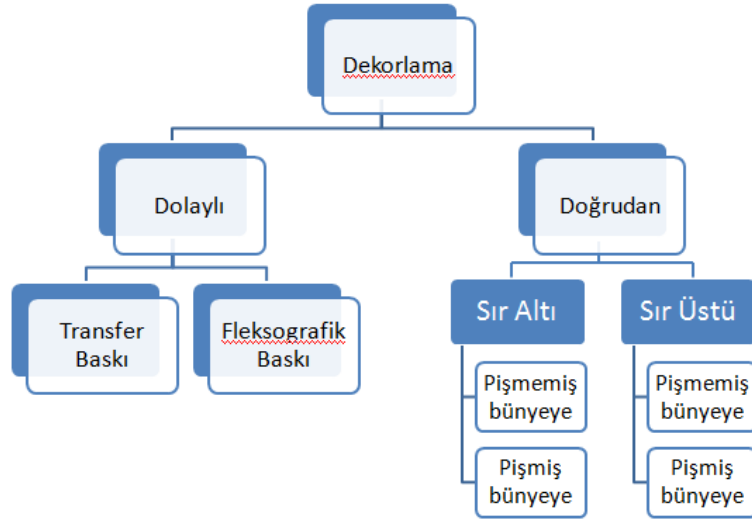 Dekorlama
Dolaylı
Doğrudan
Transfer
Baskı
Fleksografik
Baskı
Sır Altı
Sır Üstü
Pişmemiş
bünyeye
Pişmemiş
bünyeye
Pişmiş
bünyeye
Pişmiş
bünyeye